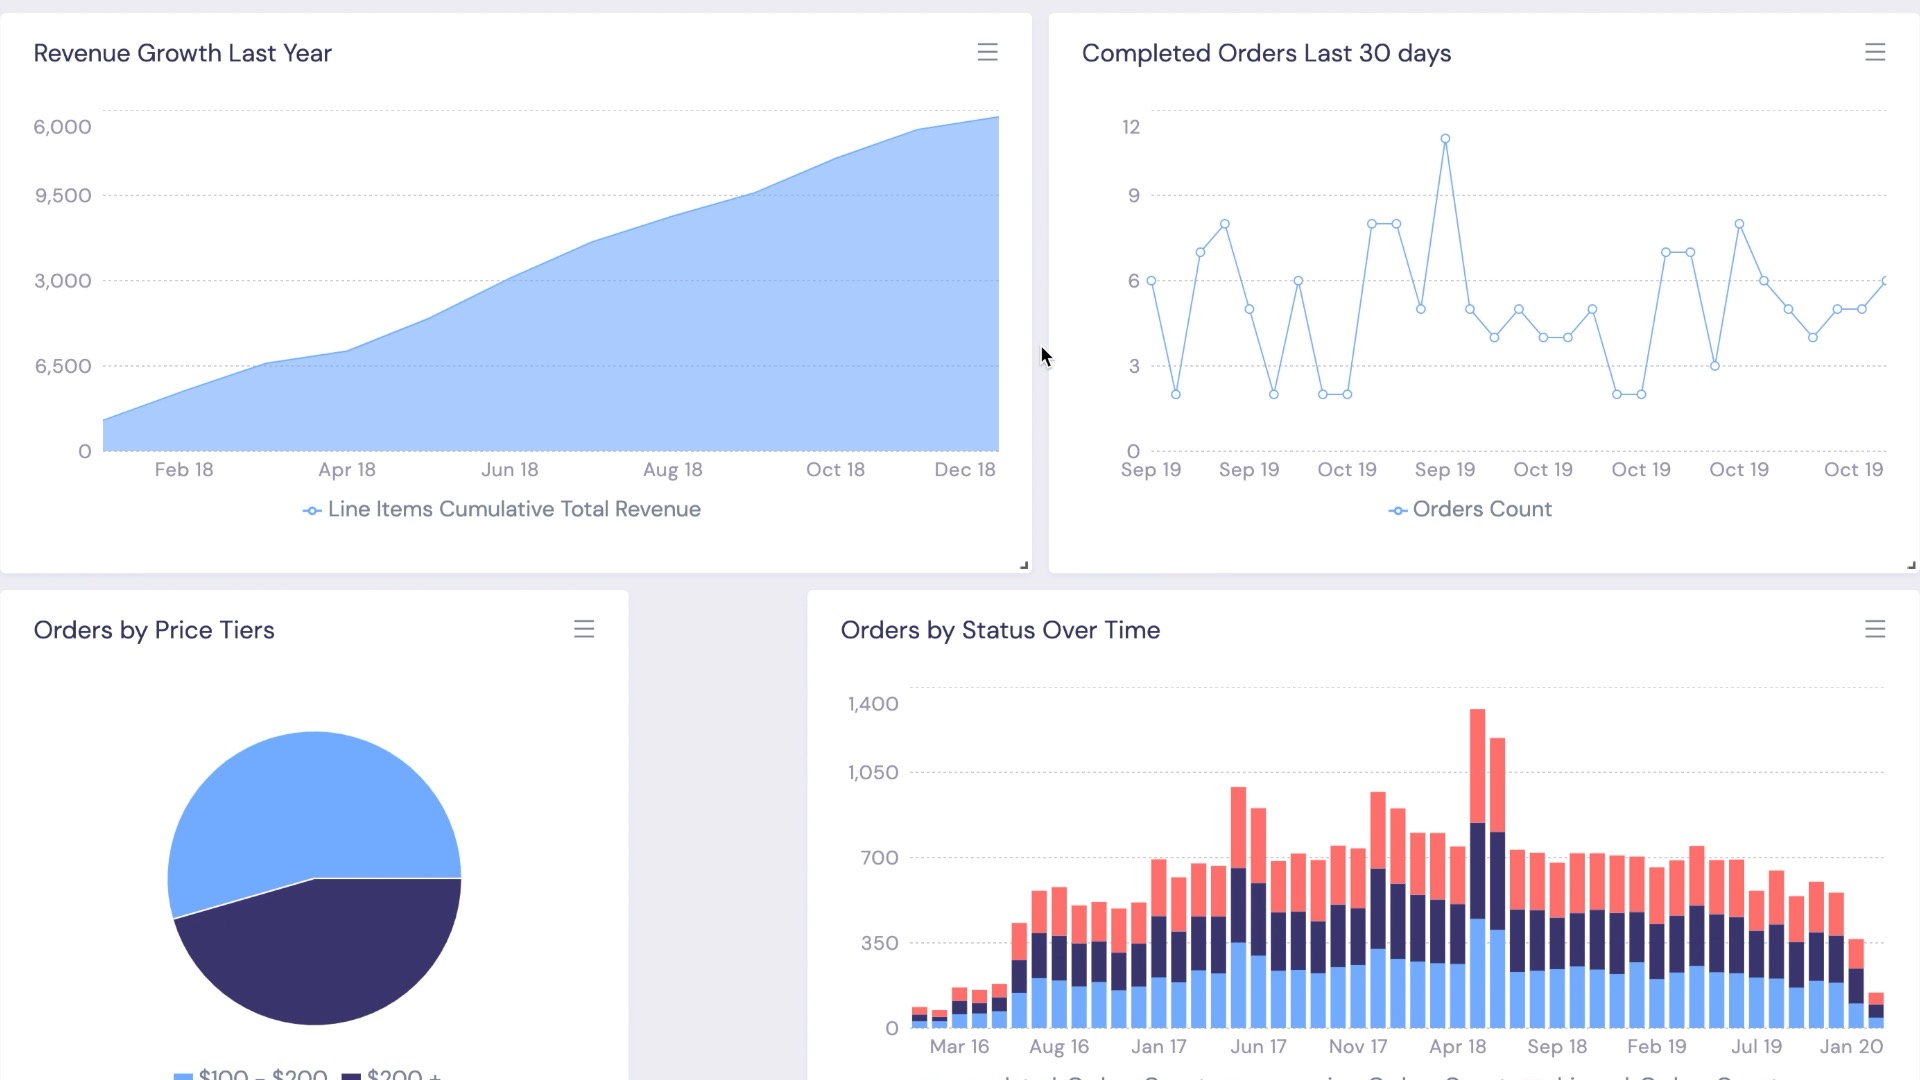 Revenue Growth Last Year
6,000
9,500
3,000
6,500
0
Feb 18 Apr 18 Jun 18 Aug 18 Oct 18 Dec 18
Line Items Cumulative Total Revenue
Completed Orders Last 30 days
12
9
6
3
0
Sep 19 Sep 19 Oct 19 Sep 19 Oct 19 Oct 19 Oct 19 Oct 19
Orders Count
Orders by Price Tiers
$100 - $200 $200 +
Orders by Status Over Time
1,400
1,050
700
350
0
Mar 16 Aug 16 Jan 17 Jun 17 Nov 17 Apr 18 Sep 18 Feb 19 Jul 19 Jan 20